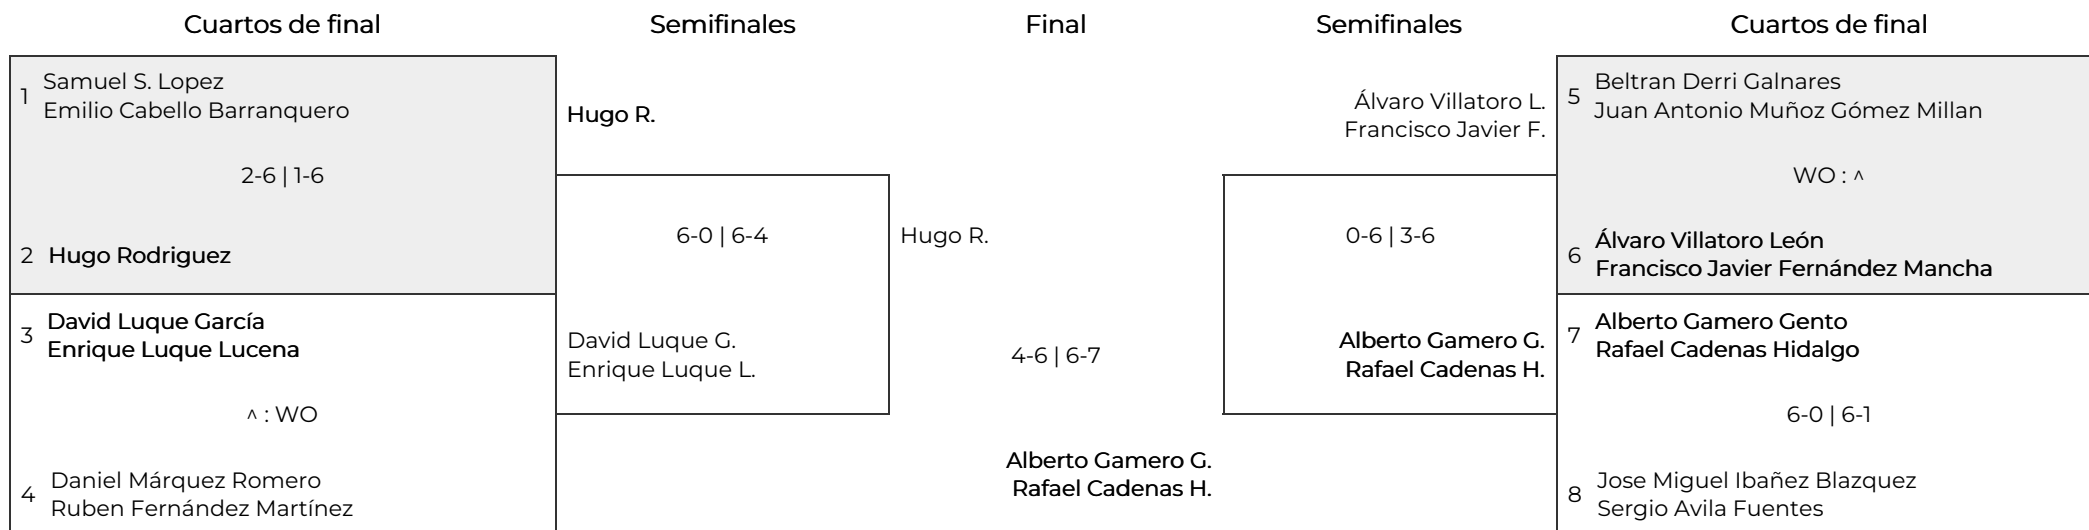 Cuartos de final
Semifinales
Final
Semifinales
Cuartos de final
1
Samuel S. Lopez
Emilio Cabello Barranquero
2-6 | 1-6
2
Hugo Rodriguez
3
David Luque García
Enrique Luque Lucena
^ : WO
4
Daniel Márquez Romero
Ruben Fernández Martínez
Hugo R.
6-0 | 6-4
David Luque G.
Enrique Luque L.
Hugo R.
4-6 | 6-7
Alberto Gamero G.
Rafael Cadenas H.
Álvaro Villatoro L.
Francisco Javier F.
0-6 | 3-6
Alberto Gamero G.
Rafael Cadenas H.
5
Beltran Derri Galnares
Juan Antonio Muñoz Gómez Millan
WO : ^
6
Álvaro Villatoro León
Francisco Javier Fernández Mancha
7
Alberto Gamero Gento
Rafael Cadenas Hidalgo
6-0 | 6-1
8
Jose Miguel Ibañez Blazquez
Sergio Avila Fuentes